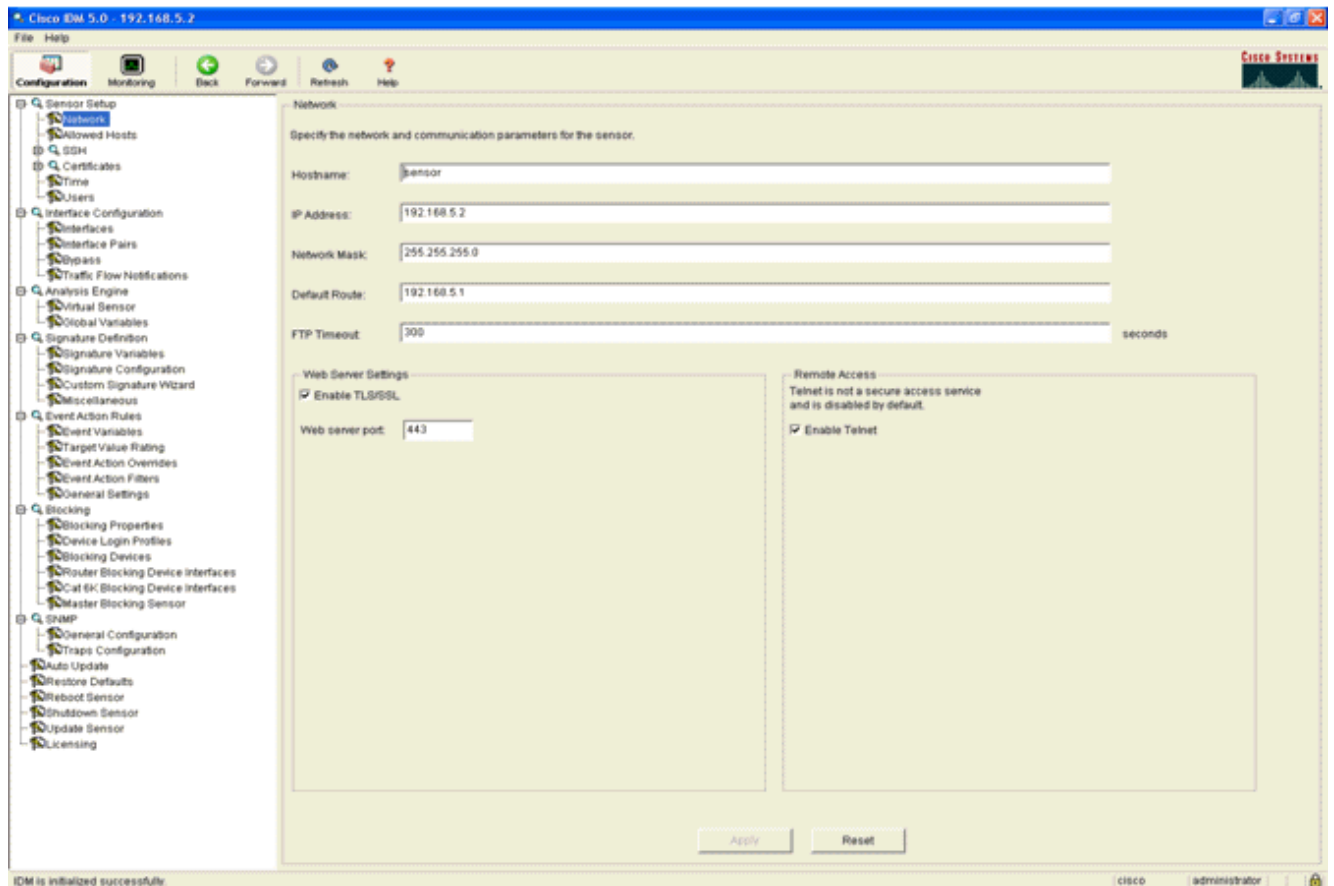 Cisco IDM 5.0 - 192.168.5.2
File Help
Configuration Monitoring Back Forward Refresh Help
CISCO SYSTEMS
Sensor Setup
Network
Allowed Hosts
SSH
Certificates
Time
Users
Interface Configuration
Interfaces
Interface Pairs
Bypass
Traffic Flow Notifications
Analysis Engine
Virtual Sensor
Global Variables
Signature Definition
Signature Variables
Signature Configuration
Custom Signature Wizard
Miscellaneous
Event Action Rules
Event Variables
Target Value Rating
Event Action Overrides
Event Action Filters
General Settings
Blocking
Blocking Properties
Device Login Profiles
Blocking Devices
Router Blocking Device Interfaces
Cat 6K Blocking Device Interfaces
Master Blocking Sensor
SNMP
General Configuration
Traps Configuration
Auto Update
Restore Defaults
Reboot Sensor
Shutdown Sensor
Update Sensor
Licensing
Network
Specify the network and communication parameters for the sensor.
Hostname: sensor
IP Address: 192.168.5.2
Network Mask: 255.255.255.0
Default Route: 192.168.5.1
FTP Timeout: 300 seconds
Web Server Settings
Enable TLS/SSL
Web server port: 443
Remote Access
Telnet is not a secure access service
and is disabled by default.
Enable Telnet
Apply Reset
IDM is initialized successfully. cisco administrator